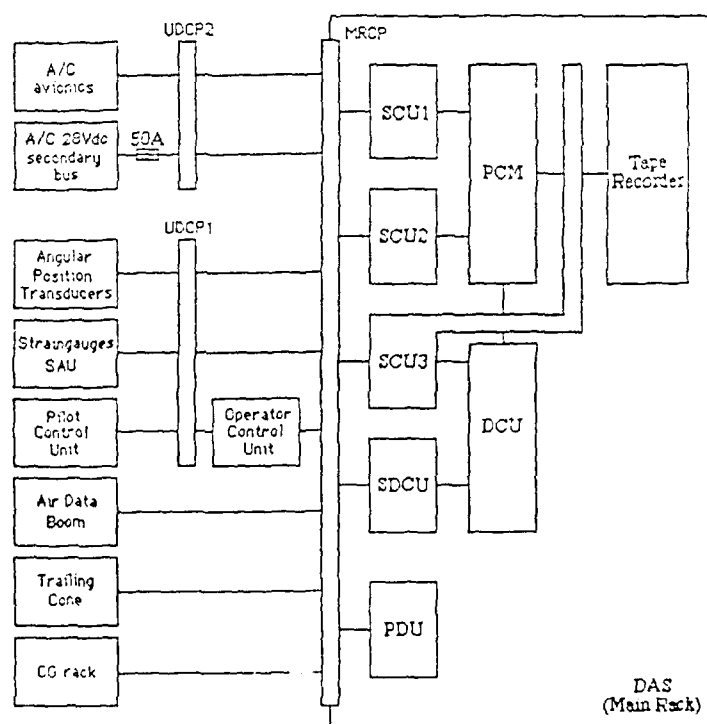 UDCP2
MRCP
A/C
avionics
A/C 28Vdc
secondary
bus
50A
SCU1
PCM
Tape
Recorder
SCU2
UDCP1
Angular
Position
Transducers
Straingauges
SAU
SCU3
Pilot
Control
Unit
Operator
Control
Unit
DCU
Air Data
Boom
SDCU
Trailing
Cone
PDU
CG rack
DAS
(Main Rack)